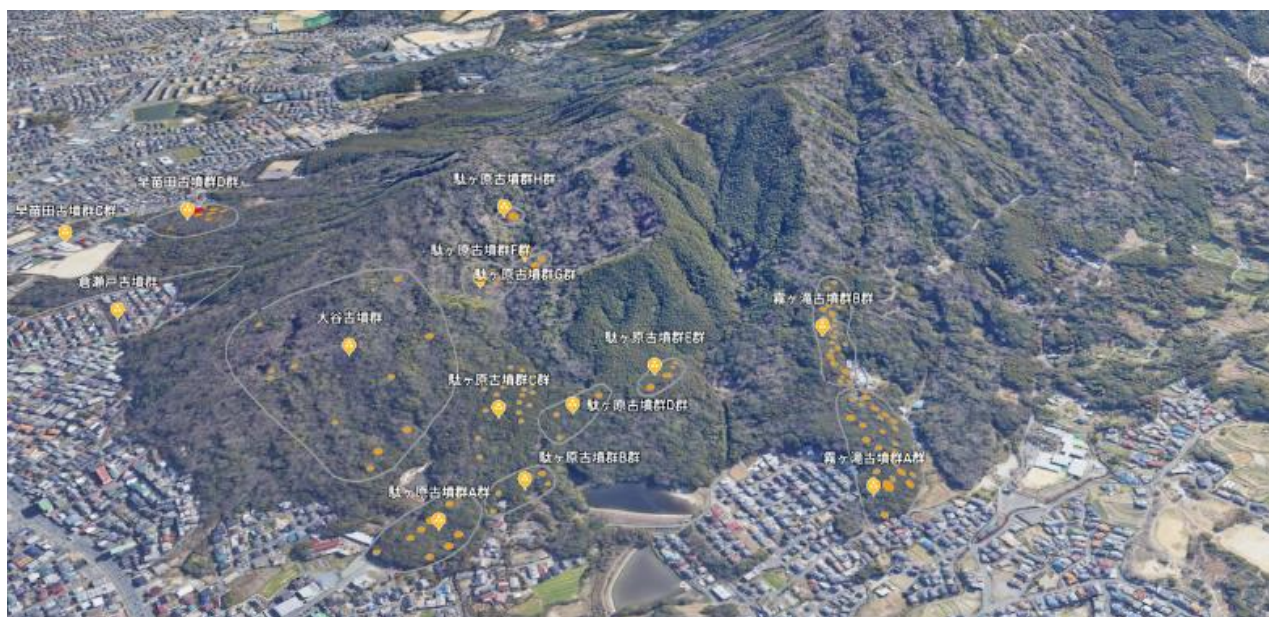 早苗田古墳群D群
駄ヶ原古墳群H群
早苗田古墳群C群
駄ヶ原古墳群F群
駄ヶ原古墳群G群
倉瀬戸古墳群
霧ヶ滝古墳群B群
大谷古墳群
駄ヶ原古墳群E群
駄ヶ原古墳群C群
駄ヶ原古墳群D群
駄ヶ原古墳群B群
霧ヶ滝古墳群A群
駄ヶ原古墳群A群